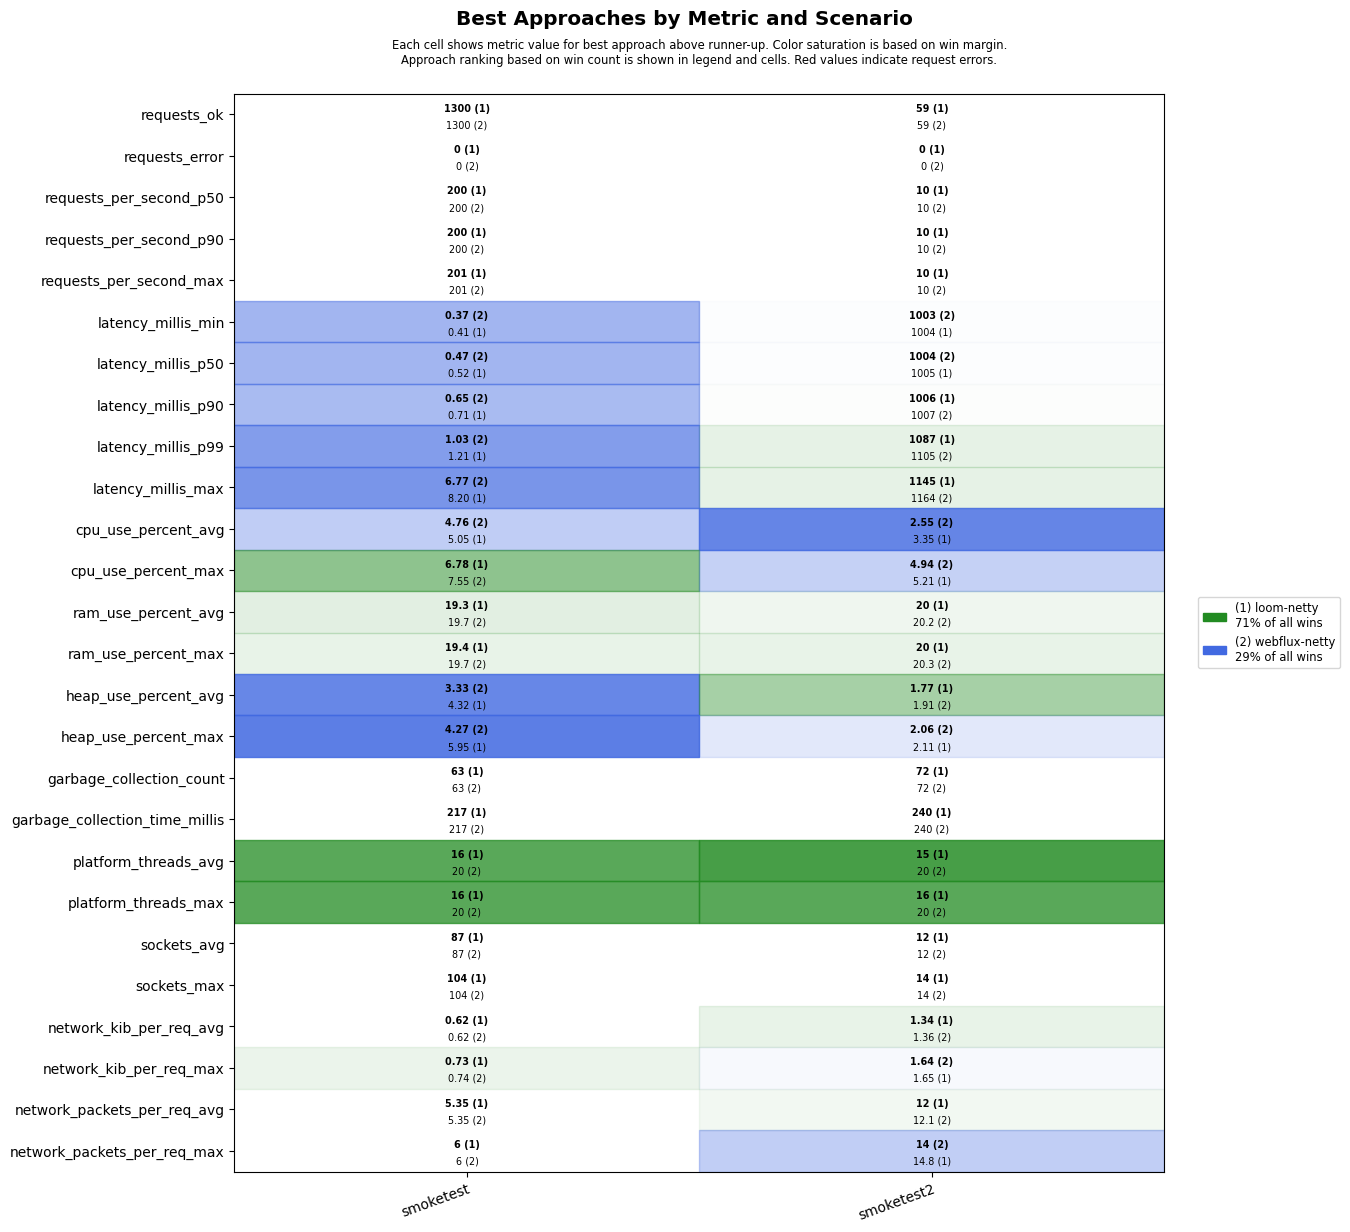 Best Approaches by Metric and Scenario
Each cell shows metric value for best approach above runner-up. Color saturation is based on win margin.
Approach ranking based on win count is shown in legend and cells. Red values indicate request errors.
requests_ok
1300 (1)
1300 (2)
59 (1)
59 (2)
requests_error
0 (1)
0 (2)
0 (1)
0 (2)
requests_per_second_p50
200 (1)
200 (2)
10 (1)
10 (2)
requests_per_second_p90
200 (1)
200 (2)
10 (1)
10 (2)
requests_per_second_max
201 (1)
201 (2)
10 (1)
10 (2)
latency_millis_min
0.37 (2)
0.41 (1)
1003 (2)
1004 (1)
latency_millis_p50
0.47 (2)
0.52 (1)
1004 (2)
1005 (1)
latency_millis_p90
0.65 (2)
0.71 (1)
1006 (1)
1007 (2)
latency_millis_p99
1.03 (2)
1.21 (1)
1087 (1)
1105 (2)
latency_millis_max
6.77 (2)
8.20 (1)
1145 (1)
1164 (2)
cpu_use_percent_avg
4.76 (2)
5.05 (1)
2.55 (2)
3.35 (1)
cpu_use_percent_max
6.78 (1)
7.55 (2)
4.94 (2)
5.21 (1)
ram_use_percent_avg
19.3 (1)
19.7 (2)
20 (1)
20.2 (2)
ram_use_percent_max
19.4 (1)
19.7 (2)
20 (1)
20.3 (2)
heap_use_percent_avg
3.33 (2)
4.32 (1)
1.77 (1)
1.91 (2)
heap_use_percent_max
4.27 (2)
5.95 (1)
2.06 (2)
2.11 (1)
garbage_collection_count
63 (1)
63 (2)
72 (1)
72 (2)
garbage_collection_time_millis
217 (1)
217 (2)
240 (1)
240 (2)
platform_threads_avg
16 (1)
20 (2)
15 (1)
20 (2)
platform_threads_max
16 (1)
20 (2)
16 (1)
20 (2)
sockets_avg
87 (1)
87 (2)
12 (1)
12 (2)
sockets_max
104 (1)
104 (2)
14 (1)
14 (2)
network_kib_per_req_avg
0.62 (1)
0.62 (2)
1.34 (1)
1.36 (2)
network_kib_per_req_max
0.73 (1)
0.74 (2)
1.64 (2)
1.65 (1)
network_packets_per_req_avg
5.35 (1)
5.35 (2)
12 (1)
12.1 (2)
network_packets_per_req_max
6 (1)
6 (2)
14 (2)
14.8 (1)
smoketest
smoketest2
(1) loom-netty
71% of all wins
(2) webflux-netty
29% of all wins